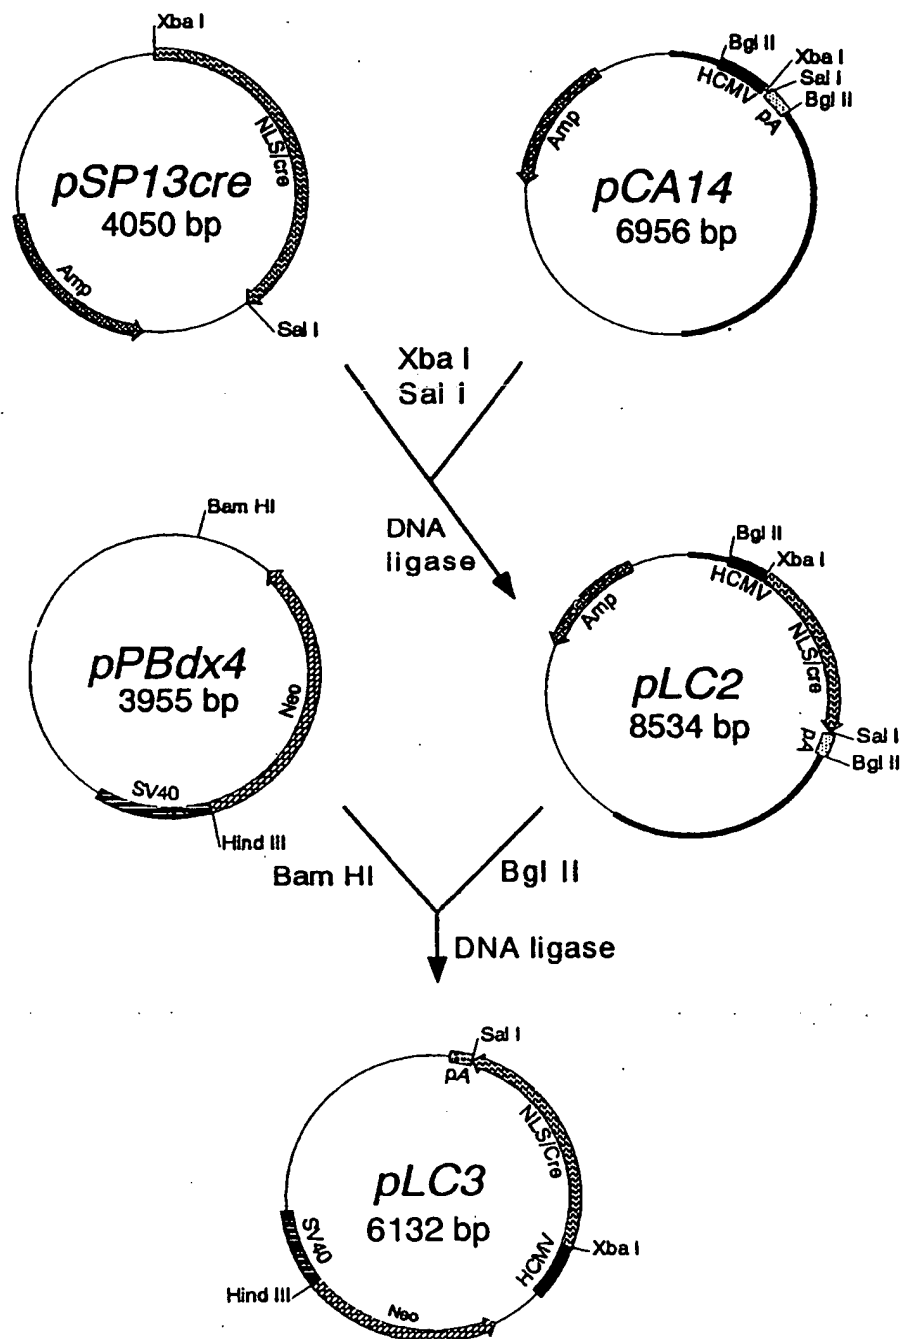 Xba I
NLS/cre
pSP13cre
4050 bp
Amp
Sal I
Bgl II
Xba I
Sal I
Bgl II
HCMV
pA
Amp
pCA14
6956 bp
Xba I
Sal I
DNA
ligase
Bam HI
pPBdx4
3955 bp
Neo
SV40
Hind III
Bgl II
Xba I
HCMV
Amp
NLS/cre
pLC2
8534 bp
Sal I
pA
Bgl II
Bam HI
Bgl II
DNA ligase
Sal I
pA
NLS/Cre
pLC3
6132 bp
SV40
HCMV
Xba I
Hind III
Neo